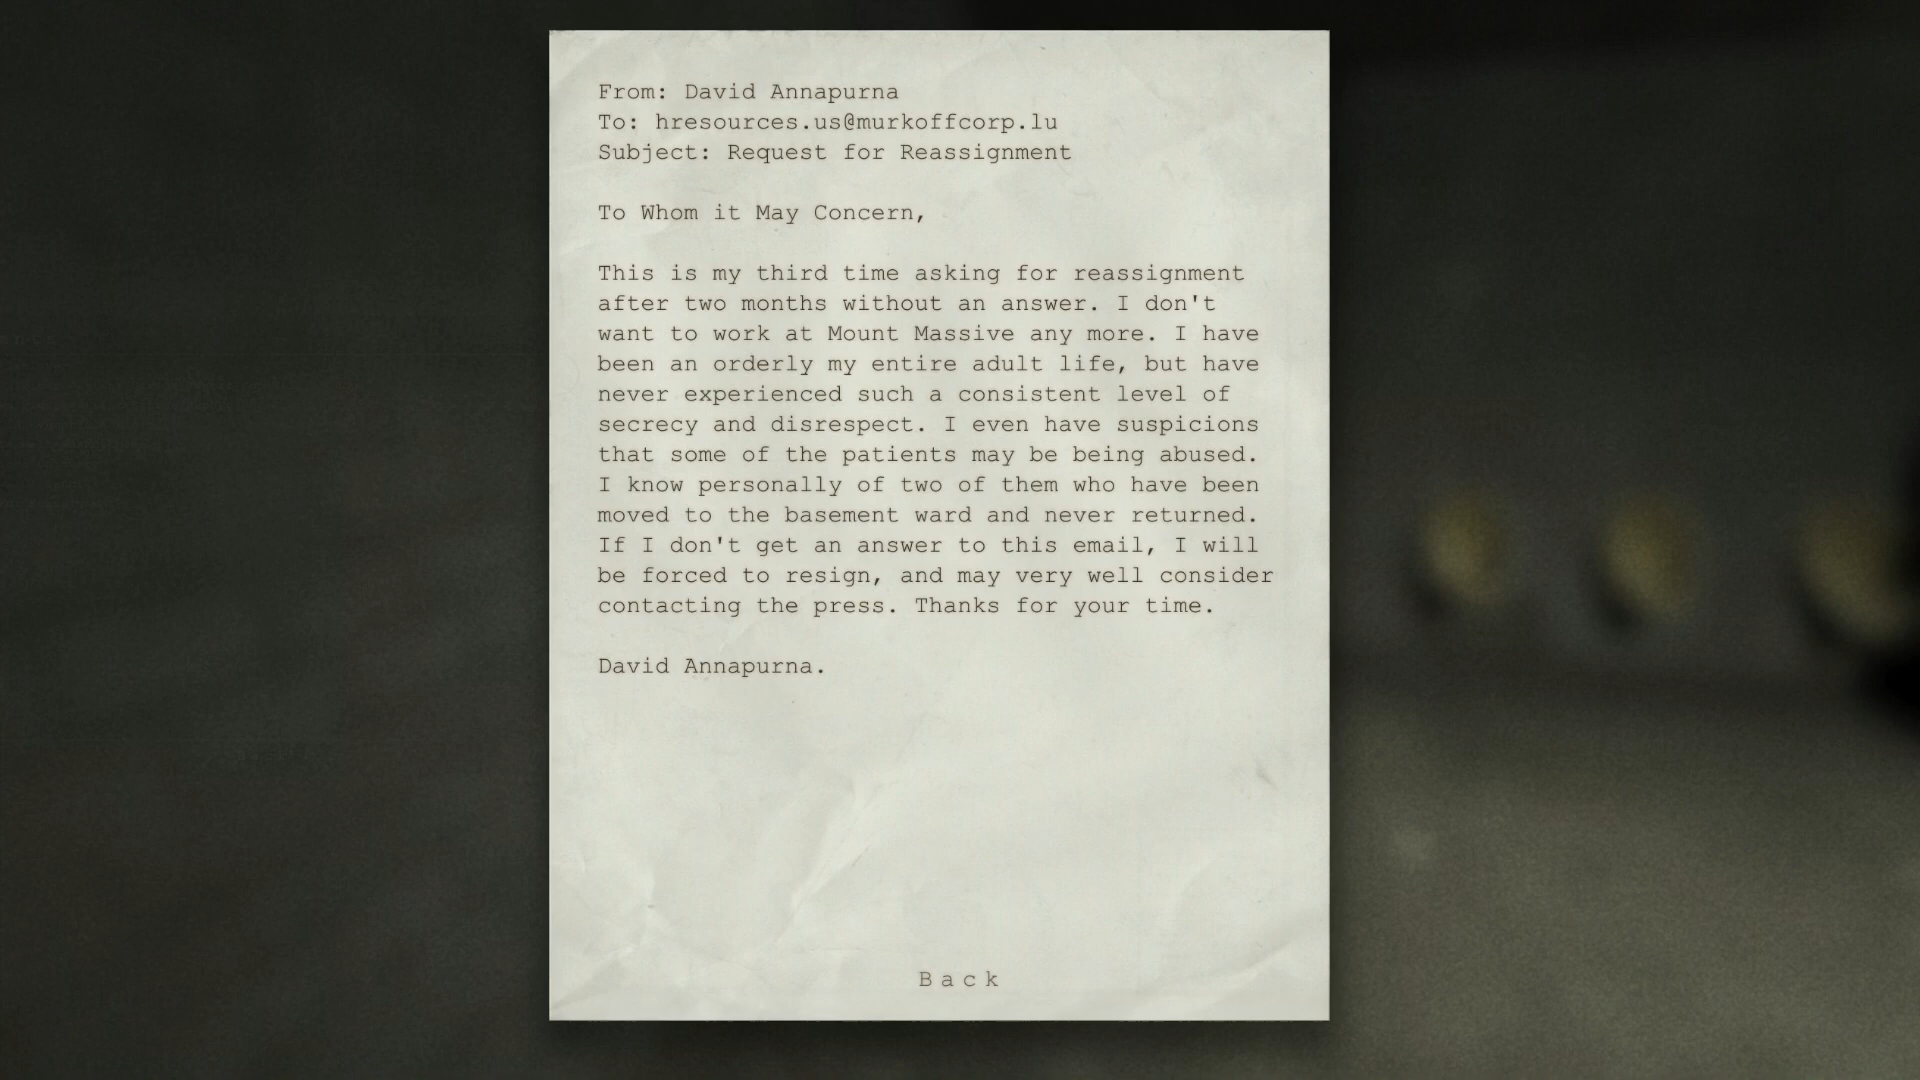 From: David Annapurna
To: hresources.us@murkoffcorp.lu
Subject: Request for Reassignment
To Whom it May Concern,
This is my third time asking for reassignment
after two months without an answer. I don't
want to work at Mount Massive any more. I have
been an orderly my entire adult life, but have
never experienced such a consistent level of
secrecy and disrespect. I even have suspicions
that some of the patients may be being abused.
I know personally of two of them who have been
moved to the basement ward and never returned.
If I don't get an answer to this email, I will
be forced to resign, and may very well consider
contacting the press. Thanks for your time.
David Annapurna.
Back